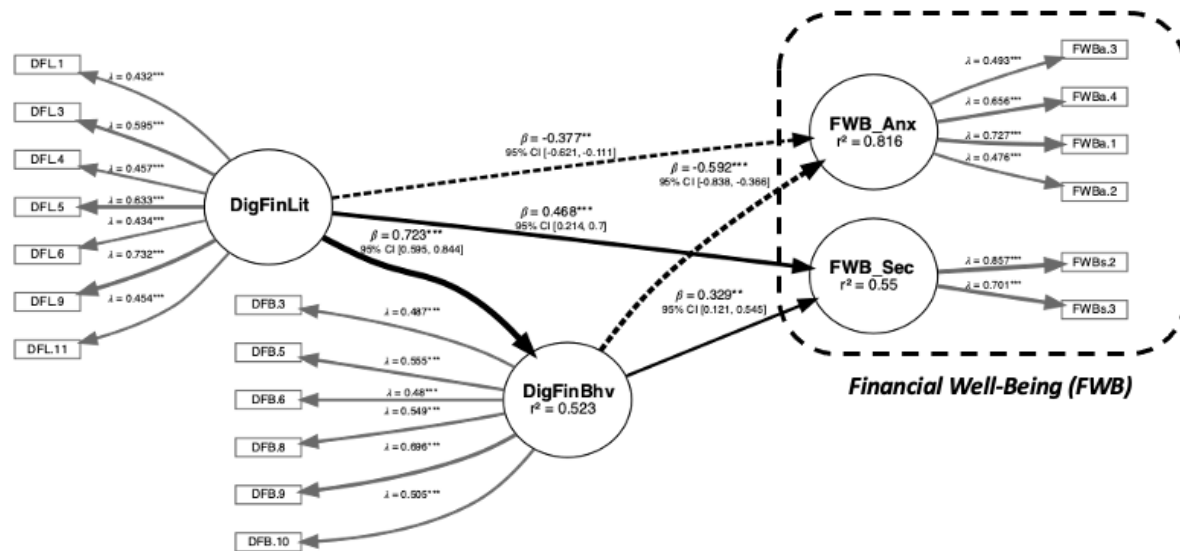 DFL.1
λ = 0.432***
DFL.3
λ = 0.595***
DFL.4
λ = 0.457***
DFL.5
λ = 0.633***
DFL.6
λ = 0.434***
DFL.9
λ = 0.732***
DFL.11
λ = 0.454***
DigFinLit
β = -0.377**
95% CI [-0.621, -0.111]
β = -0.592***
95% CI [-0.838, -0.366]
β = 0.468***
95% CI [0.214, 0.7]
β = 0.723***
95% CI [0.595, 0.844]
β = 0.329**
95% CI [0.121, 0.545]
DFB.3
λ = 0.487***
DFB.5
λ = 0.555***
DFB.6
λ = 0.48***
DFB.8
λ = 0.549***
DFB.9
λ = 0.696***
DFB.10
λ = 0.505***
DigFinBhv
r² = 0.523
FWB_Anx
r² = 0.816
λ = 0.493***
FWBa.3
λ = 0.656***
FWBa.4
λ = 0.727***
FWBa.1
λ = 0.476***
FWBa.2
FWB_Sec
r² = 0.55
λ = 0.857***
FWBs.2
λ = 0.701***
FWBs.3
Financial Well-Being (FWB)